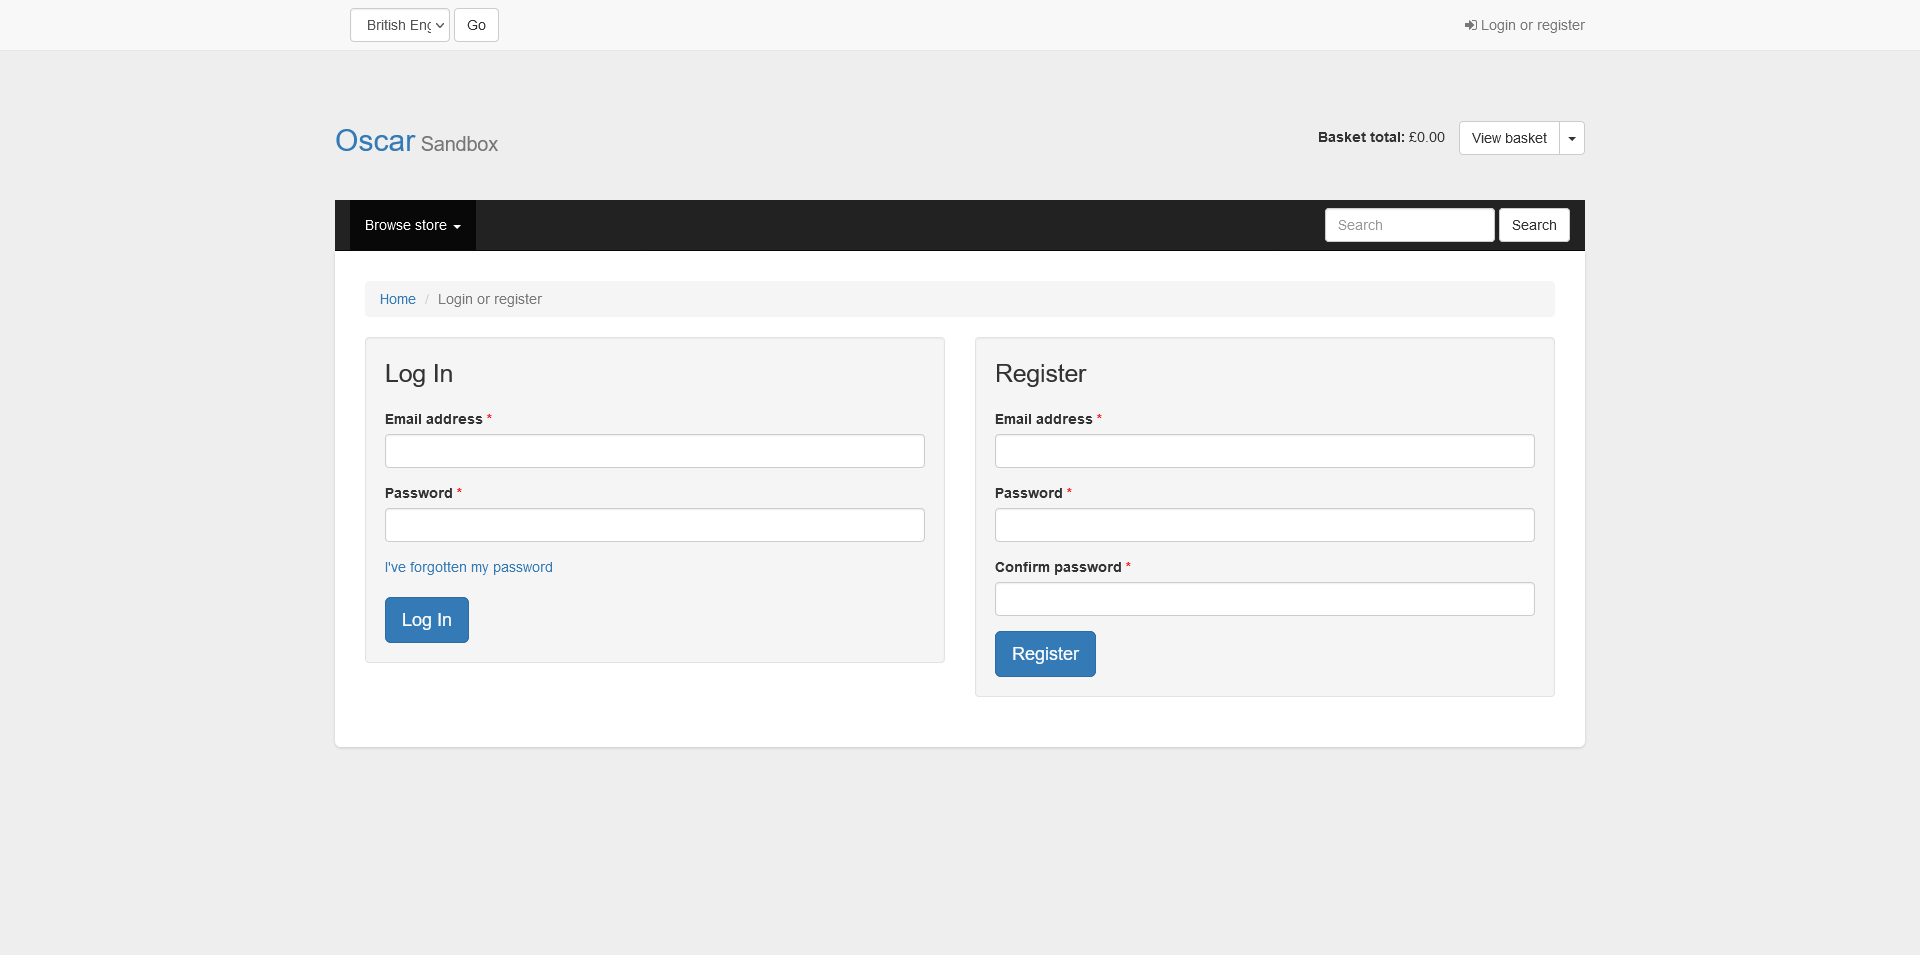 British Eng
Go
Login or register
Oscar Sandbox
Basket total: £0.00
View basket
Browse store
Search
Search
Home / Login or register
Log In
Email address *
Password *
I've forgotten my password
Log In
Register
Email address *
Password *
Confirm password *
Register